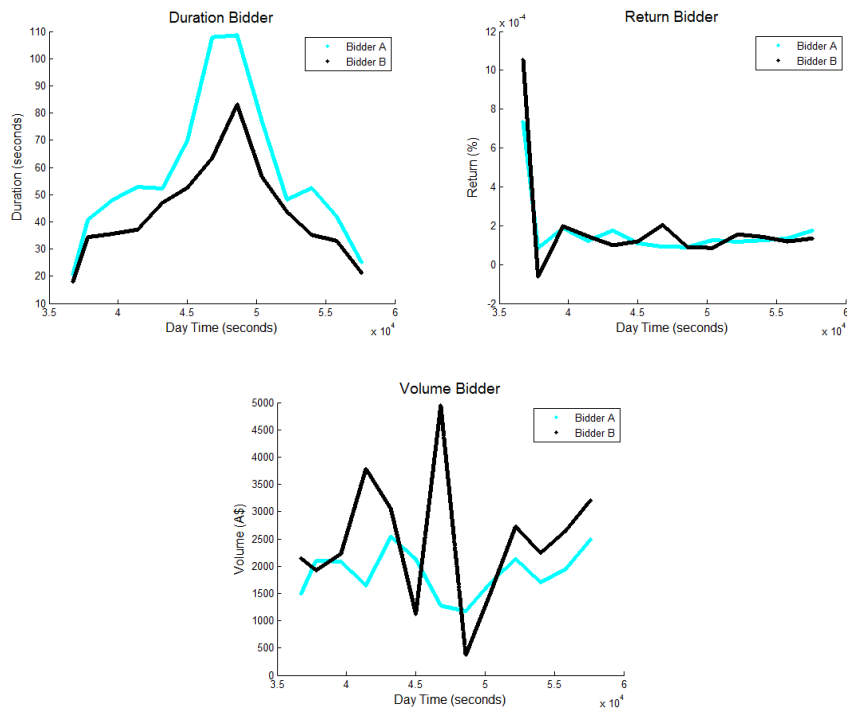 Duration Bidder
110
100
90
80
70
60
50
40
30
20
10
Duration (seconds)
Bidder A
Bidder B
3.5
4
4.5
5
5.5
6
Day Time (seconds)
x 10^4
Return Bidder
x 10^-4
12
10
8
6
4
2
0
-2
Return (%)
Bidder A
Bidder B
3.5
4
4.5
5
5.5
6
Day Time (seconds)
x 10^4
Volume Bidder
5000
4500
4000
3500
3000
2500
2000
1500
1000
500
0
Volume (A$)
Bidder A
Bidder B
3.5
4
4.5
5
5.5
6
Day Time (seconds)
x 10^4